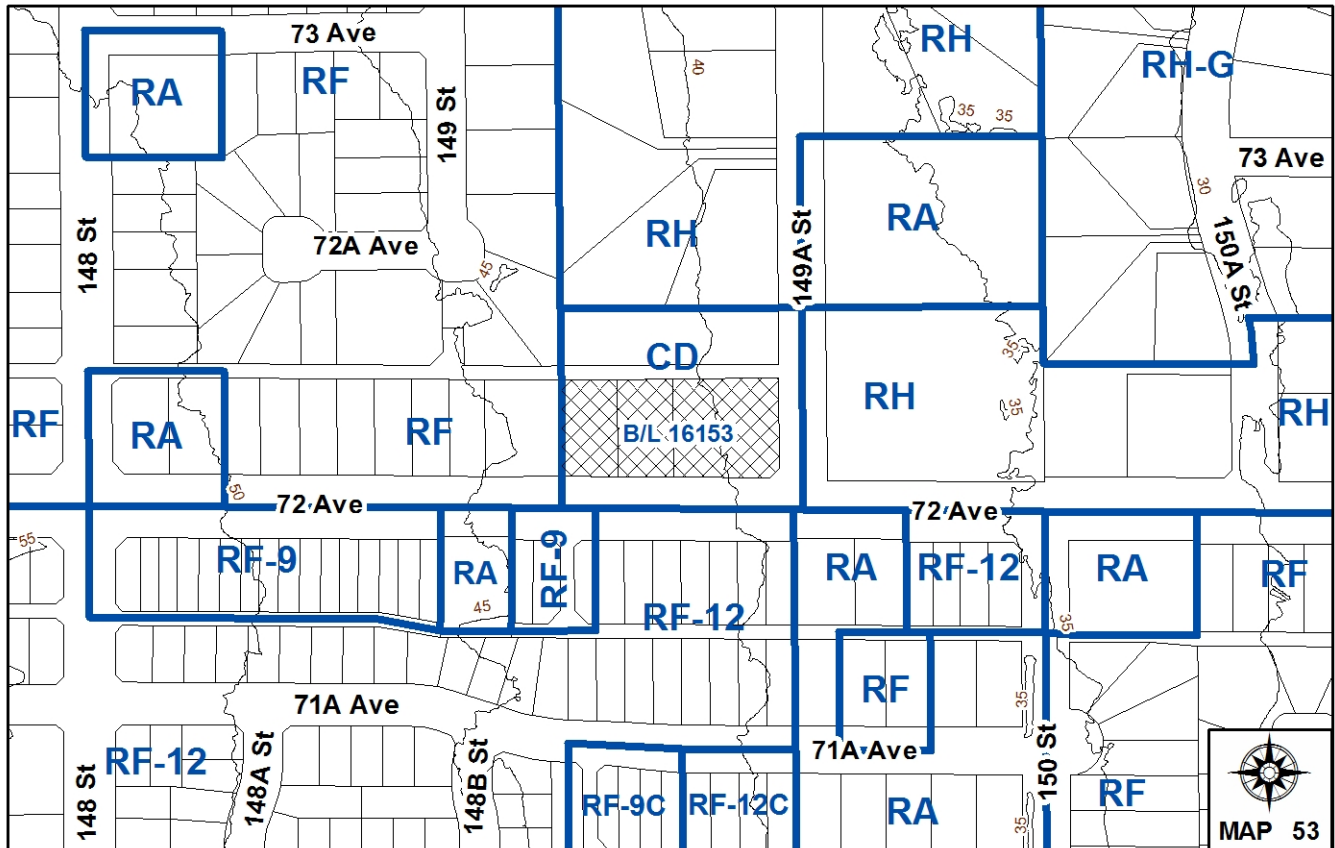 73 Ave
RH
RH-G
RA
RF
40
35
35
149 St
73 Ave
30
148 St
72A Ave
45
RH
149A St
RA
150A St
CD
35
RH
35
RF
RA
RF
B/L 16153
RH
50
72 Ave
72 Ave
55
RF-9
RA
45
RF-9
RF-12
RA
RF-12
RA
RF
35
RF
35
71A Ave
71A Ave
RF-12
148 St
148A St
148B St
RF-9C
RF-12C
RA
35
150 St
RF
MAP 53